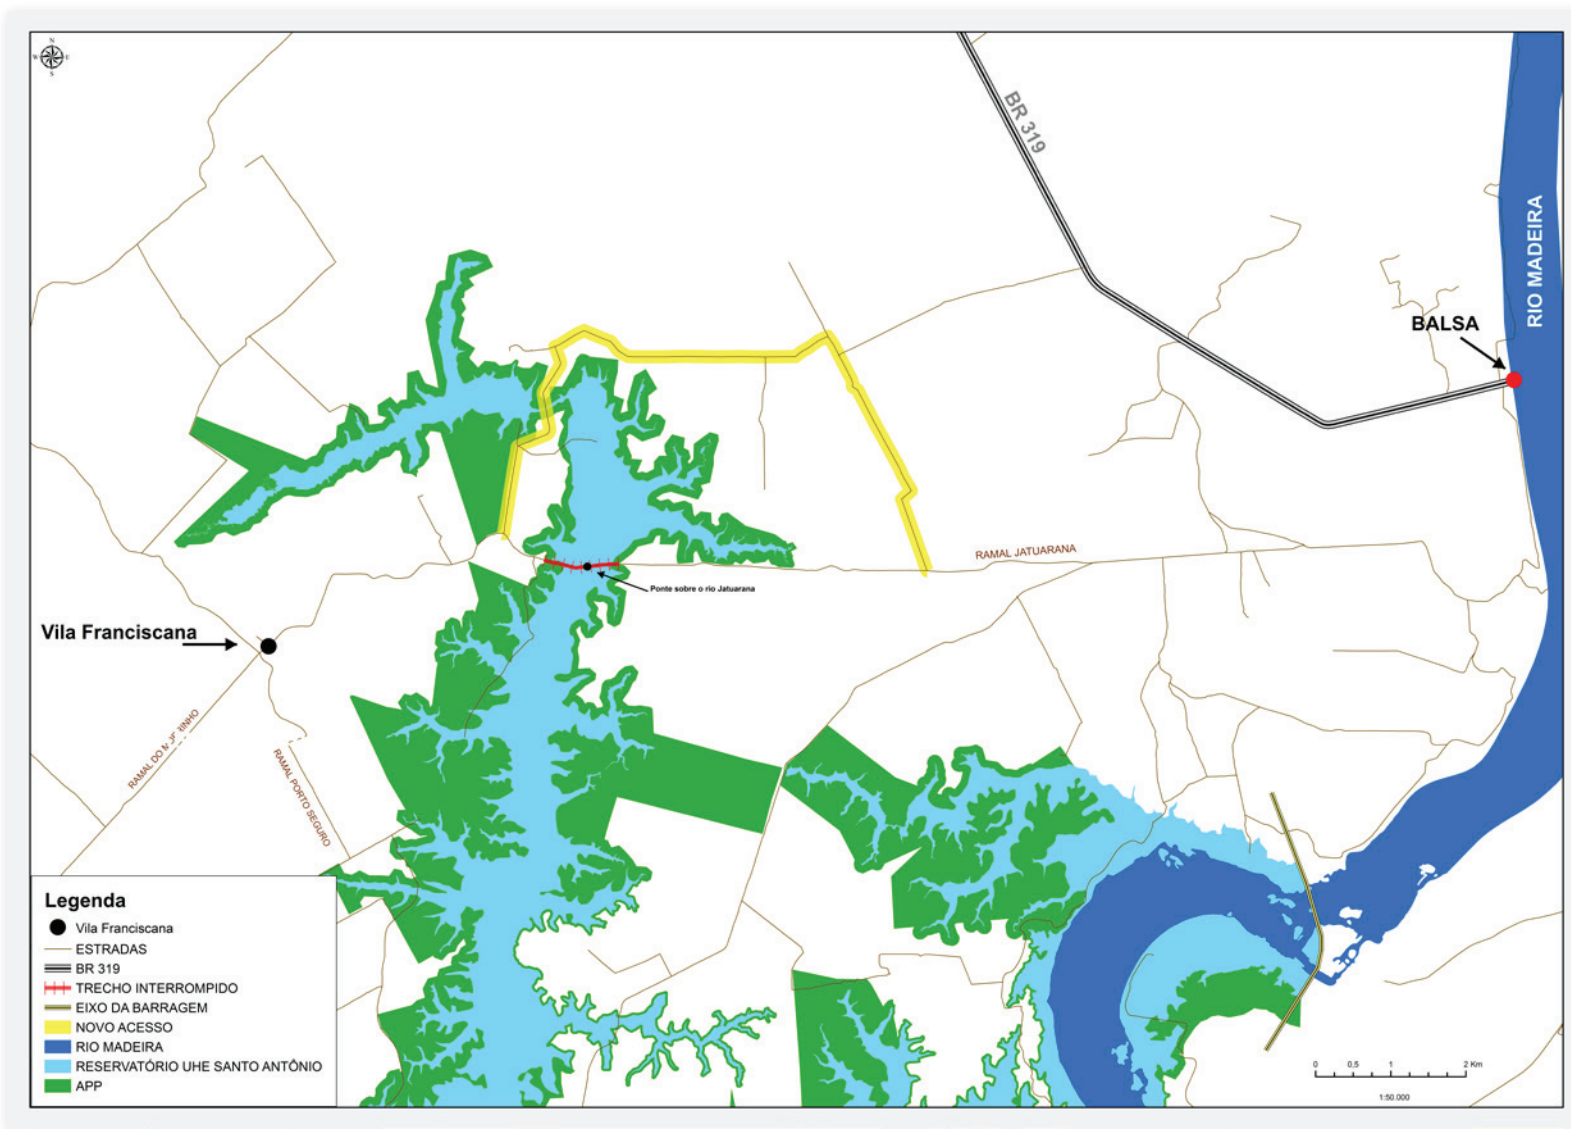 N
W E
S
BR 319
RIO MADEIRA
BALSA
RAMAL JATUARANA
Ponte sobre o rio Jatuarana
Vila Franciscana
RAMAL DO
RAMAL PORTO SEGURO
Legenda
Vila Franciscana
ESTRADAS
BR 319
TRECHO INTERROMPIDO
EIXO DA BARRAGEM
NOVO ACESSO
RIO MADEIRA
RESERVATÓRIO UHE SANTO ANTÔNIO
APP
0 0,5 1 2 Km
1:50.000